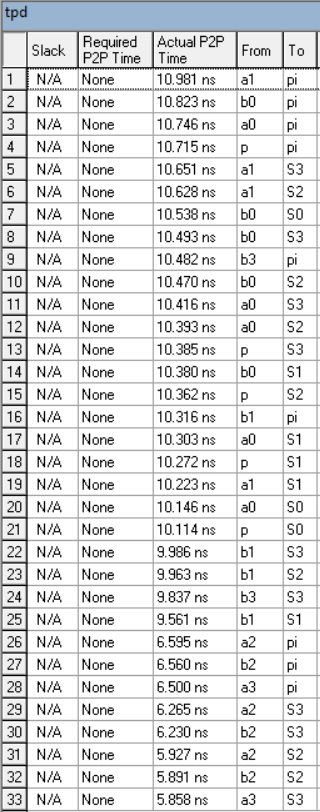 tpd
Slack Required P2P Time Actual P2P Time From To
1 N/A None 10.981 ns a1 pi
2 N/A None 10.823 ns b0 pi
3 N/A None 10.746 ns a0 pi
4 N/A None 10.715 ns p pi
5 N/A None 10.651 ns a1 S3
6 N/A None 10.628 ns a1 S2
7 N/A None 10.538 ns b0 S0
8 N/A None 10.493 ns b0 S3
9 N/A None 10.482 ns b3 pi
10 N/A None 10.470 ns b0 S2
11 N/A None 10.416 ns a0 S3
12 N/A None 10.393 ns a0 S2
13 N/A None 10.385 ns p S3
14 N/A None 10.380 ns b0 S1
15 N/A None 10.362 ns p S2
16 N/A None 10.316 ns b1 pi
17 N/A None 10.303 ns a0 S1
18 N/A None 10.272 ns p S1
19 N/A None 10.223 ns a1 S1
20 N/A None 10.146 ns a0 S0
21 N/A None 10.114 ns p S0
22 N/A None 9.986 ns b1 S3
23 N/A None 9.963 ns b1 S2
24 N/A None 9.837 ns b3 S3
25 N/A None 9.561 ns b1 S1
26 N/A None 6.595 ns a2 pi
27 N/A None 6.560 ns b2 pi
28 N/A None 6.500 ns a3 pi
29 N/A None 6.265 ns a2 S3
30 N/A None 6.230 ns b2 S3
31 N/A None 5.927 ns a2 S2
32 N/A None 5.891 ns b2 S2
33 N/A None 5.858 ns a3 S3